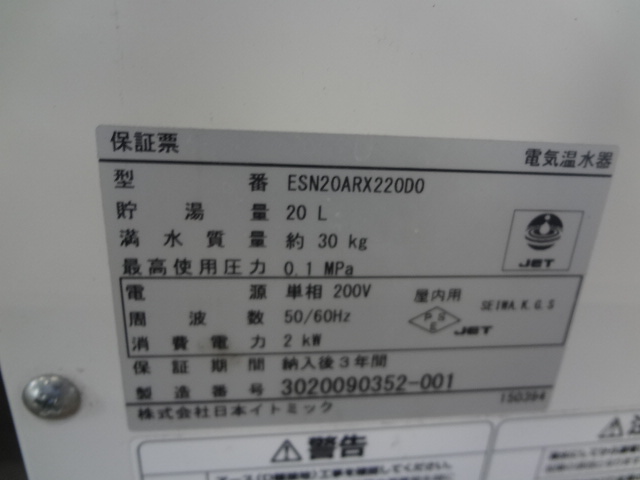 保証票
電気温水器
型番 ESN20ARX220D0
貯湯量 20 L
満水質量 約 30 kg
最高使用圧力 0.1 MPa
JET
電源 単相 200V 屋内用
周波数 50/60Hz
SEIWA.K.G.S
PSE JET
消費電力 2 kW
保証期間 納入後3年間
製造番号 3020090352-001
150394
株式会社日本イトミック
警告